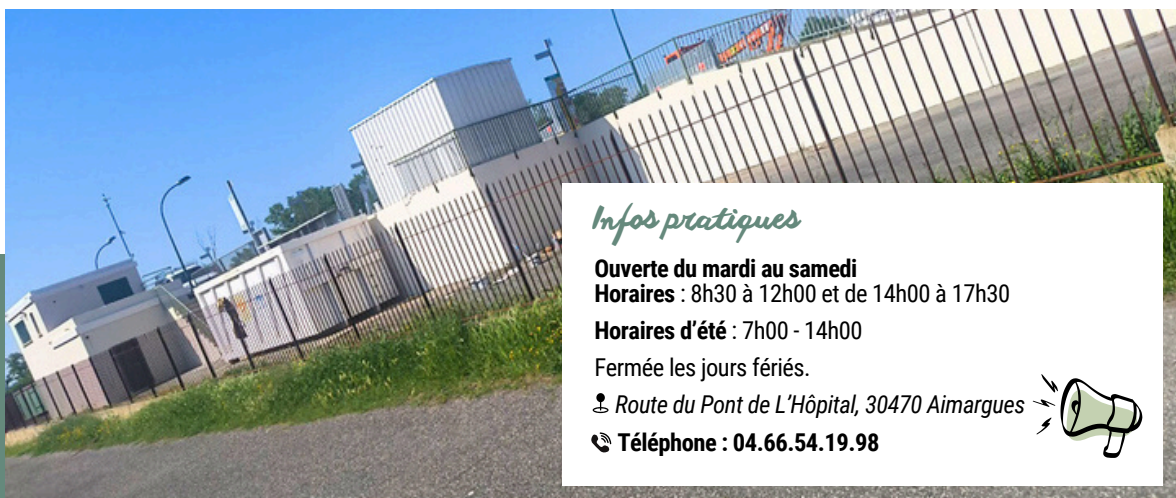 Infos pratiques
Ouverte du mardi au samedi
Horaires : 8h30 à 12h00 et de 14h00 à 17h30
Horaires d'été : 7h00 - 14h00
Fermée les jours fériés.
Route du Pont de L'Hôpital, 30470 Aimargues
Téléphone : 04.66.54.19.98